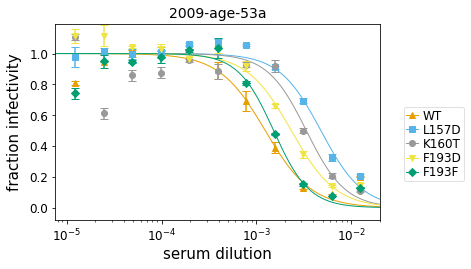 2009-age-53a
fraction infectivity
1.0
0.8
0.6
0.4
0.2
0.0
10⁻⁵
10⁻⁴
10⁻³
10⁻²
serum dilution
WT
L157D
K160T
F193D
F193F